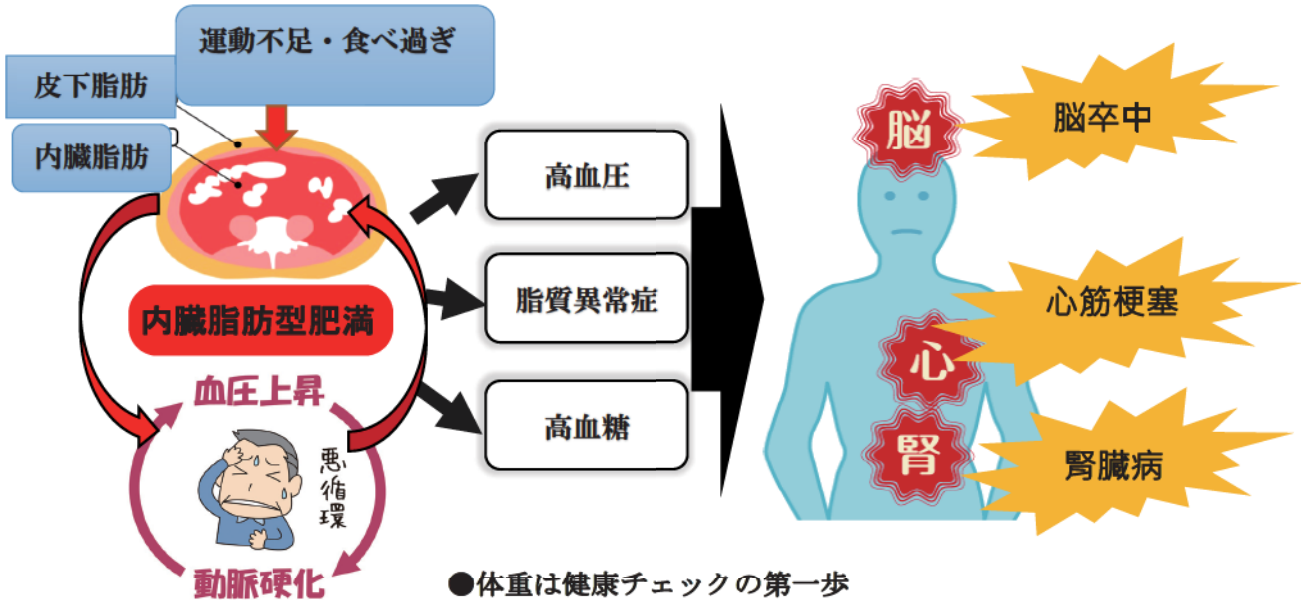 運動不足・食べ過ぎ
皮下脂肪
内臓脂肪
内臓脂肪型肥満
血圧上昇
悪循環
動脈硬化
高血圧
脂質異常症
高血糖
脳
脳卒中
心
心筋梗塞
腎
腎臓病
●体重は健康チェックの第一歩